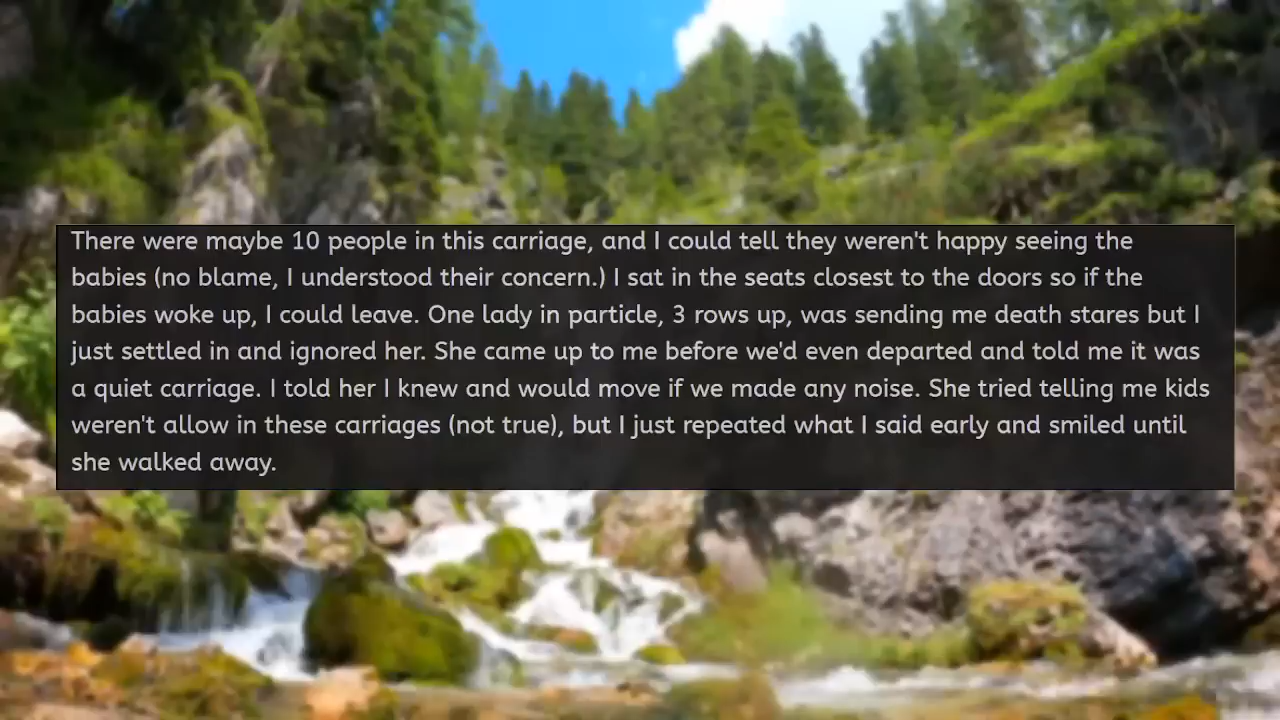 There were maybe 10 people in this carriage, and I could tell they weren't happy seeing the
babies (no blame, I understood their concern.) I sat in the seats closest to the doors so if the
babies woke up, I could leave. One lady in particle, 3 rows up, was sending me death stares but I
just settled in and ignored her. She came up to me before we'd even departed and told me it was
a quiet carriage. I told her I knew and would move if we made any noise. She tried telling me kids
weren't allow in these carriages (not true), but I just repeated what I said early and smiled until
she walked away.